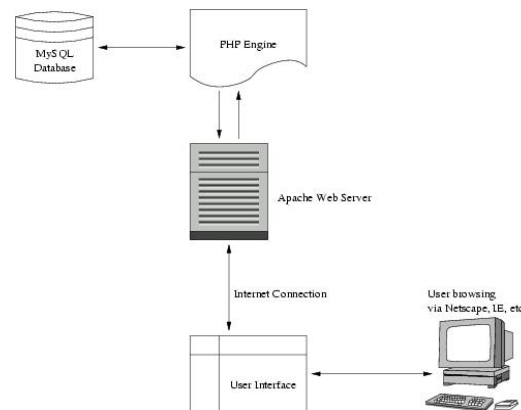 MySQL
Database
PHP Engine
Apache Web Server
Internet Connection
User browsing
via Netscape, IE, etc
User Interface